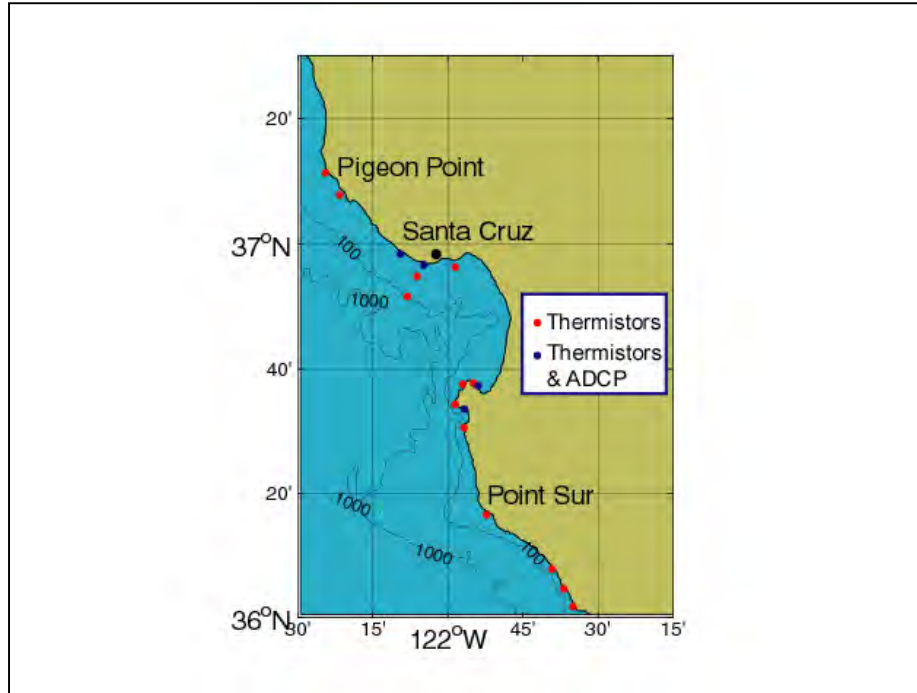 20'
Pigeon Point
Santa Cruz
37°N
100
1000
Thermistors
Thermistors
& ADCP
40'
Point Sur
20'
1000
1000
100
36°N
30'
15'
122°W
45'
30'
15'